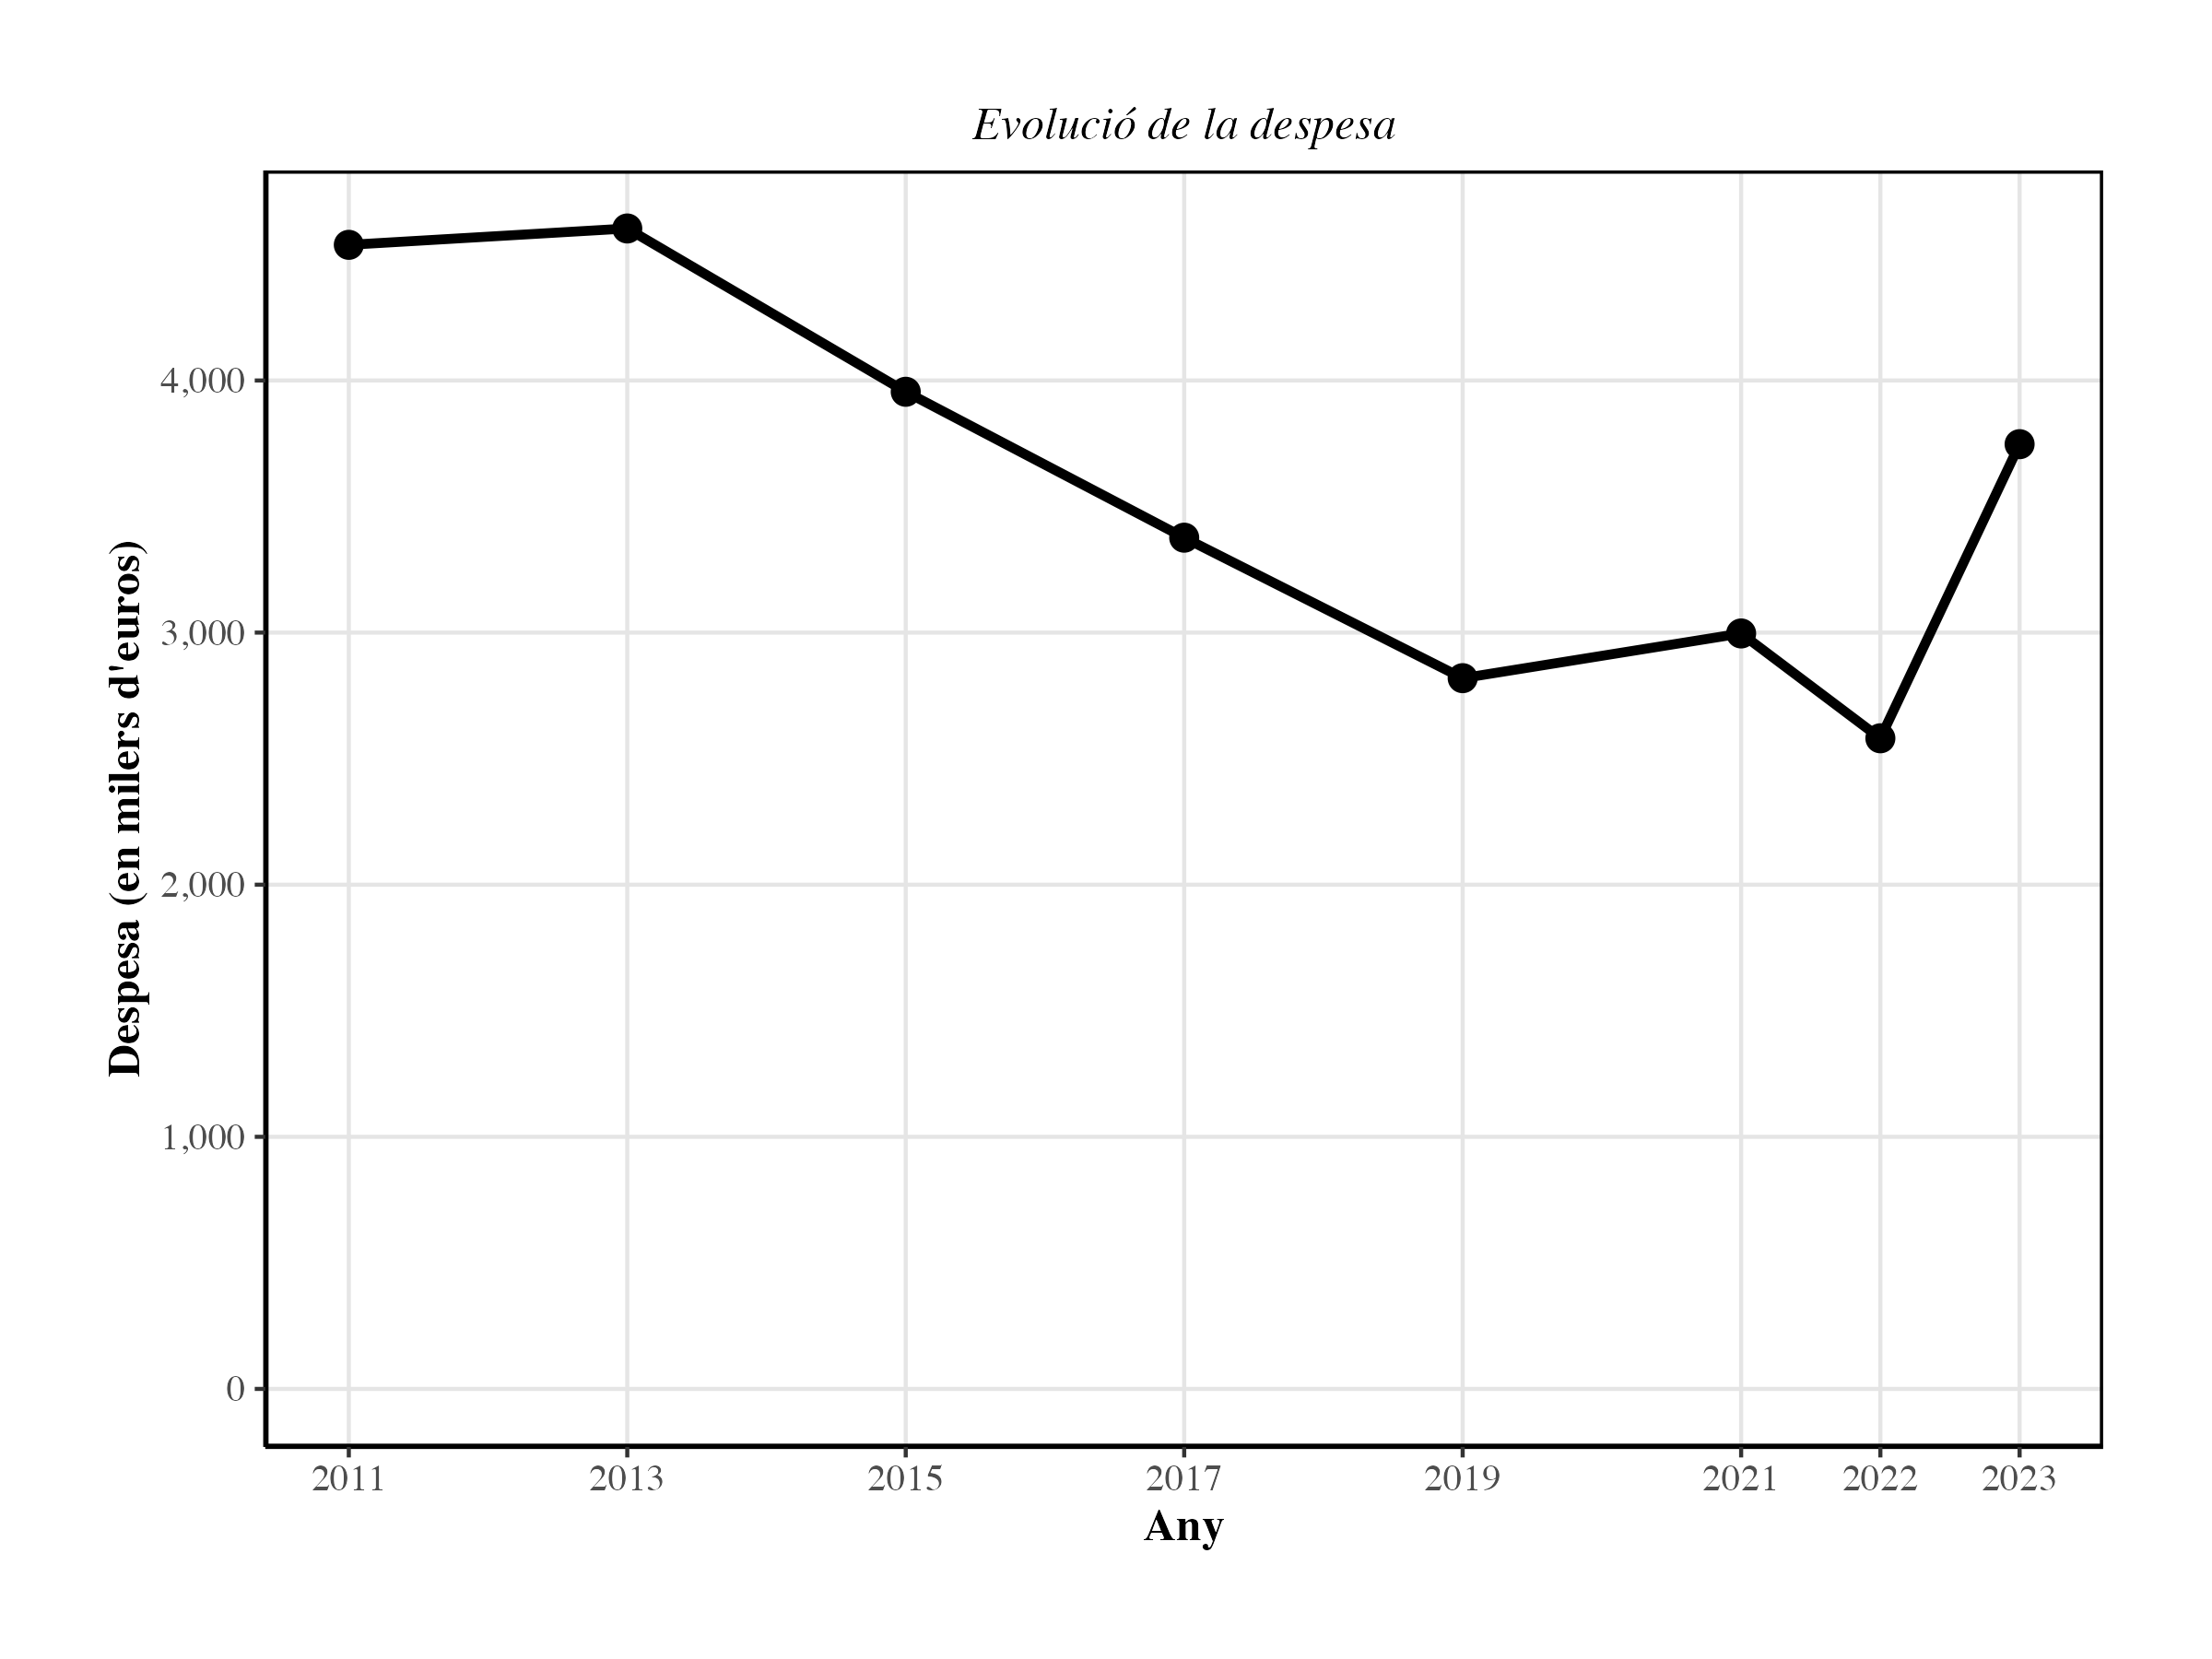 Evolució de la despesa
Despesa (en milers d'euros)
4,000
3,000
2,000
1,000
0
2011 2013 2015 2017 2019 2021 2022 2023
Any